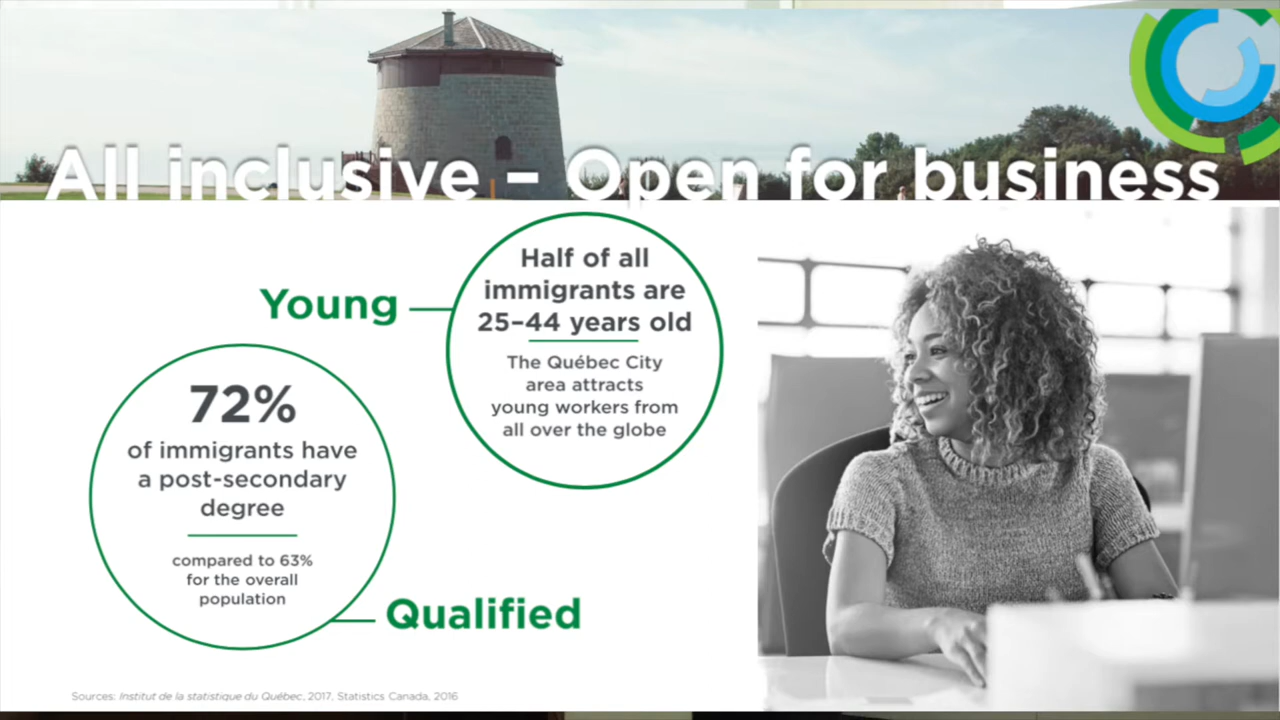 All inclusive – Open for business
Young
Half of all
immigrants are
25–44 years old
The Québec City
area attracts
young workers from
all over the globe
72%
of immigrants have
a post-secondary
degree
compared to 63%
for the overall
population
Qualified
Sources: Institut de la statistique du Québec, 2017. Statistics Canada, 2016